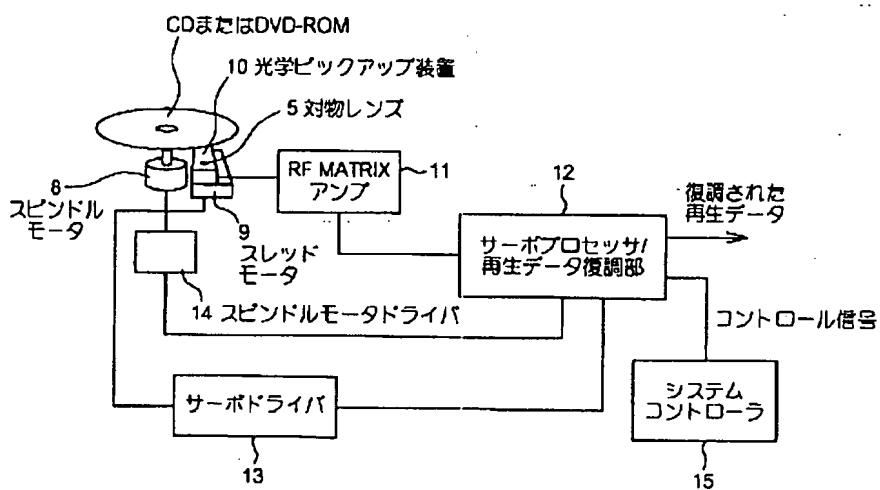 CDまたはDVD-ROM
10 光学ピックアップ装置
5 対物レンズ
8
スピンドル
モータ
9
スレッド
モータ
RF MATRIX
アンプ
11
12
サーボプロセッサ/
再生データ復調部
復調された
再生データ
14 スピンドルモータドライバ
コントロール信号
サーボドライバ
13
システム
コントローラ
15